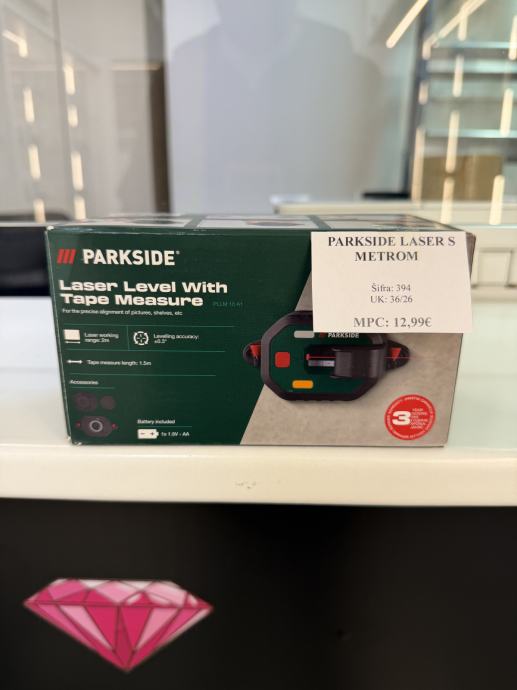 PARKSIDE®
Laser Level With
Tape Measure
For the precise alignment of pictures, shelves, etc
Laser working
range: 2m
Levelling accuracy:
±0.3°
Tape measure length: 1.5m
Accessories
Battery included
1x 1.5V - AA
PARKSIDE LASER S
METROM
Šifra: 394
UK: 36/26
MPC: 12,99€
PARKSIDE
3